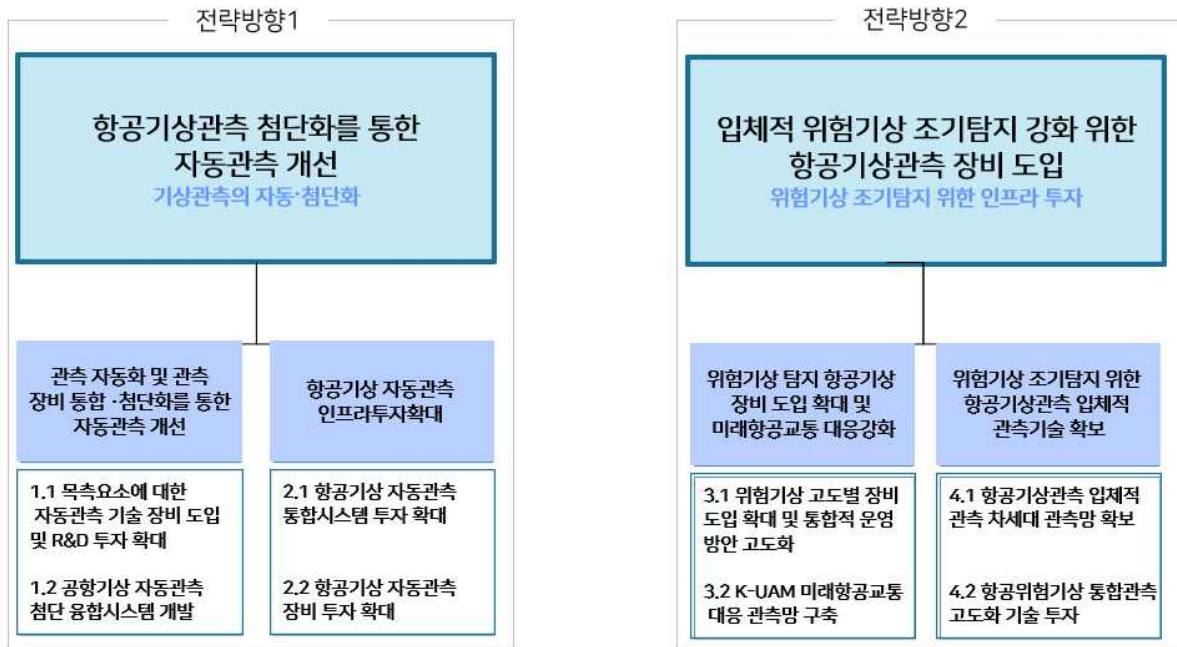 전략방향1
항공기상관측 첨단화를 통한
자동관측 개선
기상관측의 자동·첨단화
관측 자동화 및 관측
장비 통합 ·첨단화를 통한
자동관측 개선
항공기상 자동관측
인프라투자확대
1.1 목측요소에 대한
자동관측 기술 장비 도입
및 R&D 투자 확대
1.2 공항기상 자동관측
첨단 융합시스템 개발
2.1 항공기상 자동관측
통합시스템 투자 확대
2.2 항공기상 자동관측
장비 투자 확대
전략방향2
입체적 위험기상 조기탐지 강화 위한
항공기상관측 장비 도입
위험기상 조기탐지 위한 인프라 투자
위험기상 탐지 항공기상
장비 도입 확대 및
미래항공교통 대응강화
위험기상 조기탐지 위한
항공기상관측 입체적
관측기술 확보
3.1 위험기상 고도별 장비
도입 확대 및 통합적 운영
방안 고도화
3.2 K-UAM 미래항공교통
대응 관측망 구축
4.1 항공기상관측 입체적
관측 차세대 관측망 확보
4.2 항공위험기상 통합관측
고도화 기술 투자